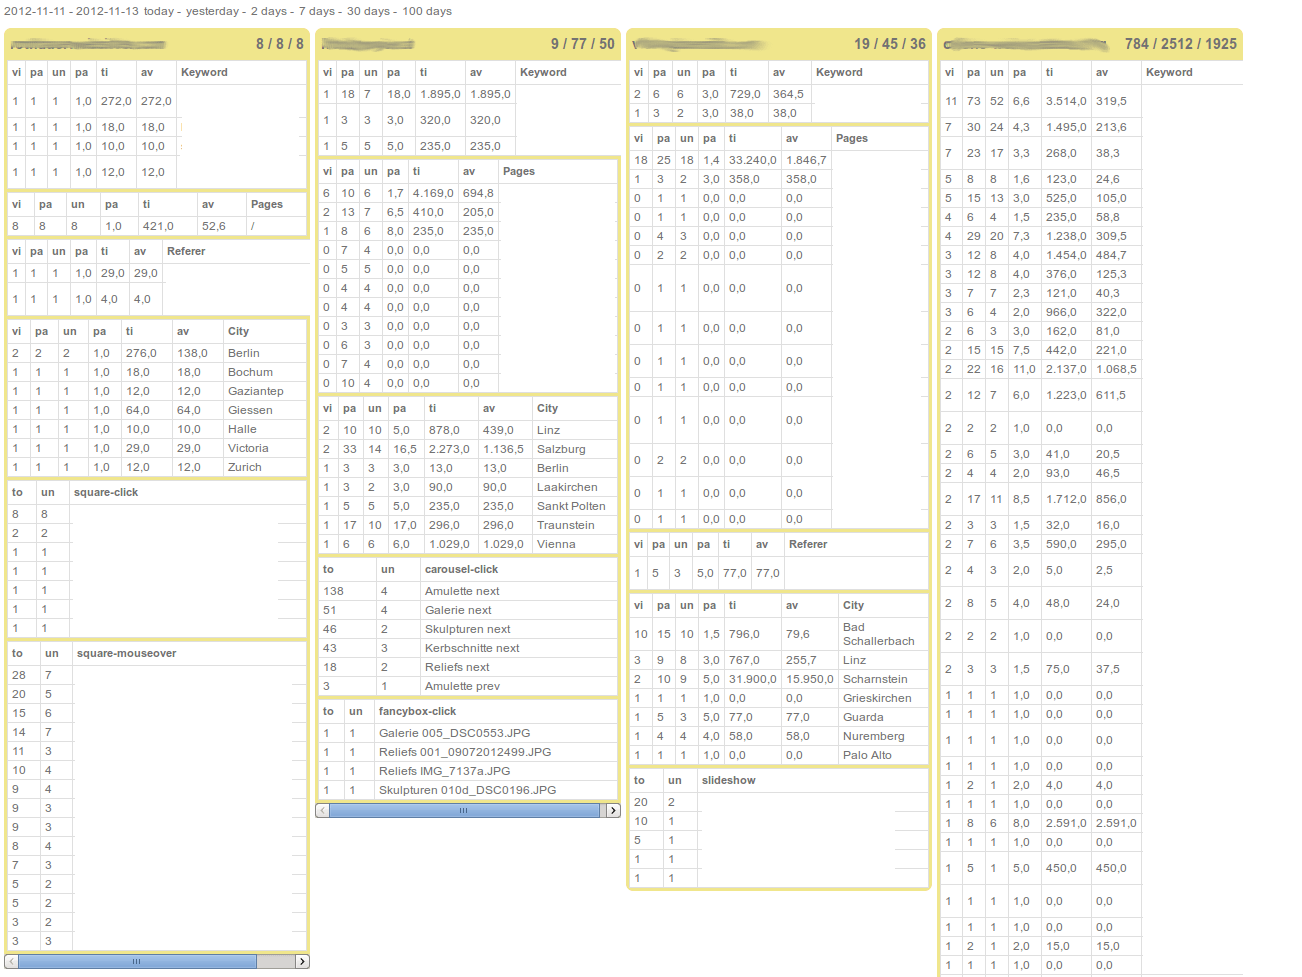 2012-11-11 - 2012-11-13 today - yesterday - 2 days - 7 days - 30 days - 100 days
8 / 8 / 8
vi pa un pa ti av Keyword
1 1 1 1,0 272,0 272,0
1 1 1 1,0 18,0 18,0
1 1 1 1,0 10,0 10,0
1 1 1 1,0 12,0 12,0
vi pa un pa ti av Pages
8 8 8 1,0 421,0 52,6 /
vi pa un pa ti av Referer
1 1 1 1,0 29,0 29,0
1 1 1 1,0 4,0 4,0
vi pa un pa ti av City
2 2 2 1,0 276,0 138,0 Berlin
1 1 1 1,0 18,0 18,0 Bochum
1 1 1 1,0 12,0 12,0 Gaziantep
1 1 1 1,0 64,0 64,0 Giessen
1 1 1 1,0 10,0 10,0 Halle
1 1 1 1,0 29,0 29,0 Victoria
1 1 1 1,0 12,0 12,0 Zurich
to un square-click
8 8
2 2
1 1
1 1
1 1
1 1
1 1
to un square-mouseover
28 7
20 5
15 6
14 7
11 3
10 4
9 4
9 3
9 3
8 4
7 3
5 2
5 2
3 2
3 3
9 / 77 / 50
vi pa un pa ti av Keyword
1 18 7 18,0 1.895,0 1.895,0
1 3 3 3,0 320,0 320,0
1 5 5 5,0 235,0 235,0
vi pa un pa ti av Pages
6 10 6 1,7 4.169,0 694,8
2 13 7 6,5 410,0 205,0
1 8 6 8,0 235,0 235,0
0 7 4 0,0 0,0 0,0
0 5 5 0,0 0,0 0,0
0 4 4 0,0 0,0 0,0
0 4 4 0,0 0,0 0,0
0 3 3 0,0 0,0 0,0
0 6 3 0,0 0,0 0,0
0 7 4 0,0 0,0 0,0
0 10 4 0,0 0,0 0,0
vi pa un pa ti av City
2 10 10 5,0 878,0 439,0 Linz
2 33 14 16,5 2.273,0 1.136,5 Salzburg
1 3 3 3,0 13,0 13,0 Berlin
1 3 2 3,0 90,0 90,0 Laakirchen
1 5 5 5,0 235,0 235,0 Sankt Polten
1 17 10 17,0 296,0 296,0 Traunstein
1 6 6 6,0 1.029,0 1.029,0 Vienna
to un carousel-click
138 4 Amulette next
51 4 Galerie next
46 2 Skulpturen next
43 3 Kerbschnitte next
18 2 Reliefs next
3 1 Amulette prev
to un fancybox-click
1 1 Galerie 005_DSC0553.JPG
1 1 Reliefs 001_09072012499.JPG
1 1 Reliefs IMG_7137a.JPG
1 1 Skulpturen 010d_DSC0196.JPG
19 / 45 / 36
vi pa un pa ti av Keyword
2 6 6 3,0 729,0 364,5
1 3 2 3,0 38,0 38,0
vi pa un pa ti av Pages
18 25 18 1,4 33.240,0 1.846,7
1 3 2 3,0 358,0 358,0
0 1 1 0,0 0,0 0,0
0 1 1 0,0 0,0 0,0
0 4 3 0,0 0,0 0,0
0 2 2 0,0 0,0 0,0
0 1 1 0,0 0,0 0,0
0 1 1 0,0 0,0 0,0
0 1 1 0,0 0,0 0,0
0 1 1 0,0 0,0 0,0
0 1 1 0,0 0,0 0,0
0 2 2 0,0 0,0 0,0
0 1 1 0,0 0,0 0,0
0 1 1 0,0 0,0 0,0
vi pa un pa ti av Referer
1 5 3 5,0 77,0 77,0
vi pa un pa ti av City
10 15 10 1,5 796,0 79,6 Bad
Schallerbach
3 9 8 3,0 767,0 255,7 Linz
2 10 9 5,0 31.900,0 15.950,0 Scharnstein
1 1 1 1,0 0,0 0,0 Grieskirchen
1 5 3 5,0 77,0 77,0 Guarda
1 4 4 4,0 58,0 58,0 Nuremberg
1 1 1 1,0 0,0 0,0 Palo Alto
to un slideshow
20 2
10 1
5 1
1 1
1 1
784 / 2512 / 1925
vi pa un pa ti av Keyword
11 73 52 6,6 3.514,0 319,5
7 30 24 4,3 1.495,0 213,6
7 23 17 3,3 268,0 38,3
5 8 8 1,6 123,0 24,6
5 15 13 3,0 525,0 105,0
4 6 4 1,5 235,0 58,8
4 29 20 7,3 1.238,0 309,5
3 12 8 4,0 1.454,0 484,7
3 12 8 4,0 376,0 125,3
3 7 7 2,3 121,0 40,3
3 6 4 2,0 966,0 322,0
2 6 3 3,0 162,0 81,0
2 15 15 7,5 442,0 221,0
2 22 16 11,0 2.137,0 1.068,5
2 12 7 6,0 1.223,0 611,5
2 2 2 1,0 0,0 0,0
2 6 5 3,0 41,0 20,5
2 4 4 2,0 93,0 46,5
2 17 11 8,5 1.712,0 856,0
2 3 3 1,5 32,0 16,0
2 7 6 3,5 590,0 295,0
2 4 3 2,0 5,0 2,5
2 8 5 4,0 48,0 24,0
2 2 2 1,0 0,0 0,0
2 3 3 1,5 75,0 37,5
1 1 1 1,0 0,0 0,0
1 1 1 1,0 0,0 0,0
1 1 1 1,0 0,0 0,0
1 1 1 1,0 0,0 0,0
1 2 1 2,0 4,0 4,0
1 1 1 1,0 0,0 0,0
1 8 6 8,0 2.591,0 2.591,0
1 1 1 1,0 0,0 0,0
1 5 1 5,0 450,0 450,0
1 1 1 1,0 0,0 0,0
1 1 1 1,0 0,0 0,0
1 2 1 2,0 15,0 15,0
1 1 1 1,0 0,0 0,0